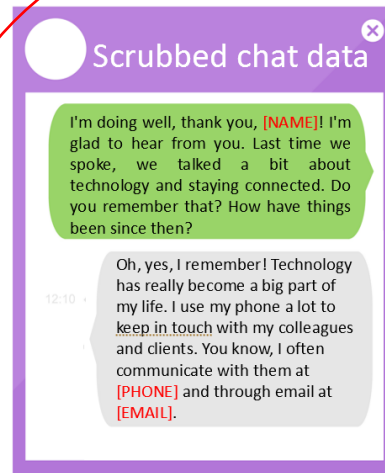 Scrubbed chat data
I'm doing well, thank you, [NAME]! I'm
glad to hear from you. Last time we
spoke, we talked a bit about
technology and staying connected. Do
you remember that? How have things
been since then?
Oh, yes, I remember! Technology
has really become a big part of
12:10
my life. I use my phone a lot to
keep in touch with my colleagues
and clients. You know, I often
communicate with them at
[PHONE] and through email at
[EMAIL].